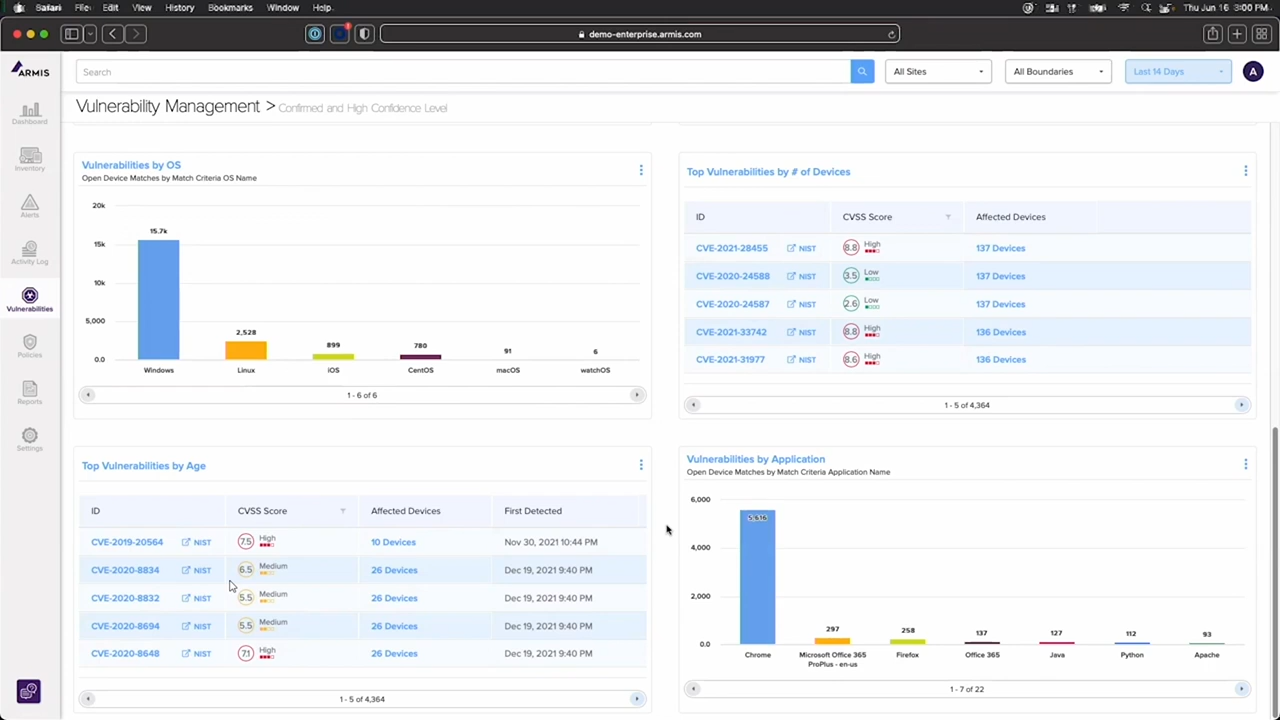 Safari File Edit View History Bookmarks Window Help Thu Jun 16 3:00 PM
demo-enterprise.armis.com
ARMIS
Search
All Sites
All Boundaries
Last 14 Days
A
Vulnerability Management > Confirmed and High Confidence Level
Dashboard
Inventory
Alerts
Activity Log
Vulnerabilities
Policies
Reports
Settings
Vulnerabilities by OS
Open Device Matches by Match Criteria OS Name
20k
15k
10k
5,000
0.0
15.7k
2,528
899
780
91
6
Windows Linux iOS CentOS macOS watchOS
1 - 6 of 6
Top Vulnerabilities by # of Devices
ID CVSS Score Affected Devices
CVE-2021-28455 NIST 8.8 High 137 Devices
CVE-2020-24588 NIST 3.5 Low 137 Devices
CVE-2020-24587 NIST 2.6 Low 137 Devices
CVE-2021-33742 NIST 8.8 High 136 Devices
CVE-2021-31977 NIST 8.6 High 136 Devices
1 - 5 of 4,364
Top Vulnerabilities by Age
ID CVSS Score Affected Devices First Detected
CVE-2019-20564 NIST 7.5 High 10 Devices Nov 30, 2021 10:44 PM
CVE-2020-8834 NIST 6.5 Medium 26 Devices Dec 19, 2021 9:40 PM
CVE-2020-8832 NIST 5.5 Medium 26 Devices Dec 19, 2021 9:40 PM
CVE-2020-8694 NIST 5.5 Medium 26 Devices Dec 19, 2021 9:40 PM
CVE-2020-8648 NIST 7.1 High 26 Devices Dec 19, 2021 9:40 PM
1 - 5 of 4,364
Vulnerabilities by Application
Open Device Matches by Match Criteria Application Name
6,000
4,000
2,000
0.0
5,616
297
258
137
127
112
93
Chrome Microsoft Office 365 Firefox Office 365 Java Python Apache
ProPlus - en-us
1 - 7 of 22